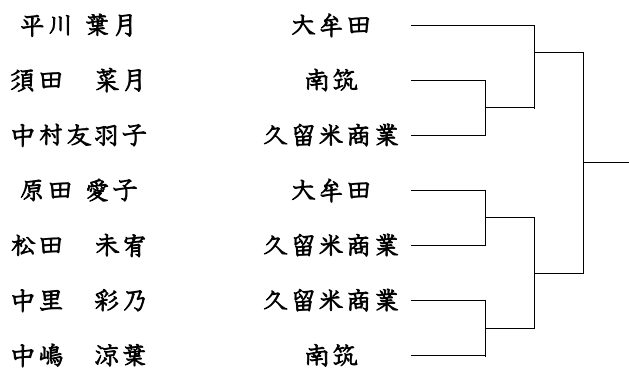 平川 葉月 大牟田
須田 菜月 南筑
中村友羽子 久留米商業
原田 愛子 大牟田
松田 未宥 久留米商業
中里 彩乃 久留米商業
中嶋 涼葉 南筑